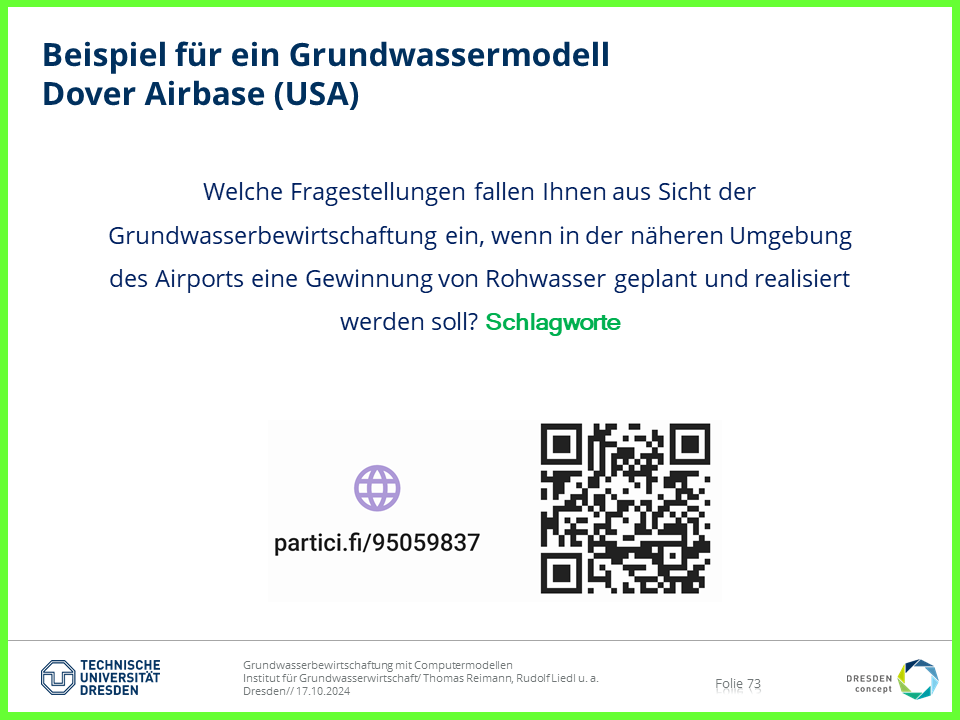 Beispiel für ein Grundwassermodell
Dover Airbase (USA)
Welche Fragestellungen fallen Ihnen aus Sicht der
Grundwasserbewirtschaftung ein, wenn in der näheren Umgebung
des Airports eine Gewinnung von Rohwasser geplant und realisiert
werden soll? Schlagworte
partici.fi/95059837
TECHNISCHE
UNIVERSITÄT
DRESDEN
Grundwasserbewirtschaftung mit Computermodellen
Institut für Grundwasserwirtschaft/ Thomas Reimann, Rudolf Liedl u. a.
Dresden// 17.10.2024
Folie 73
DRESDEN
concept